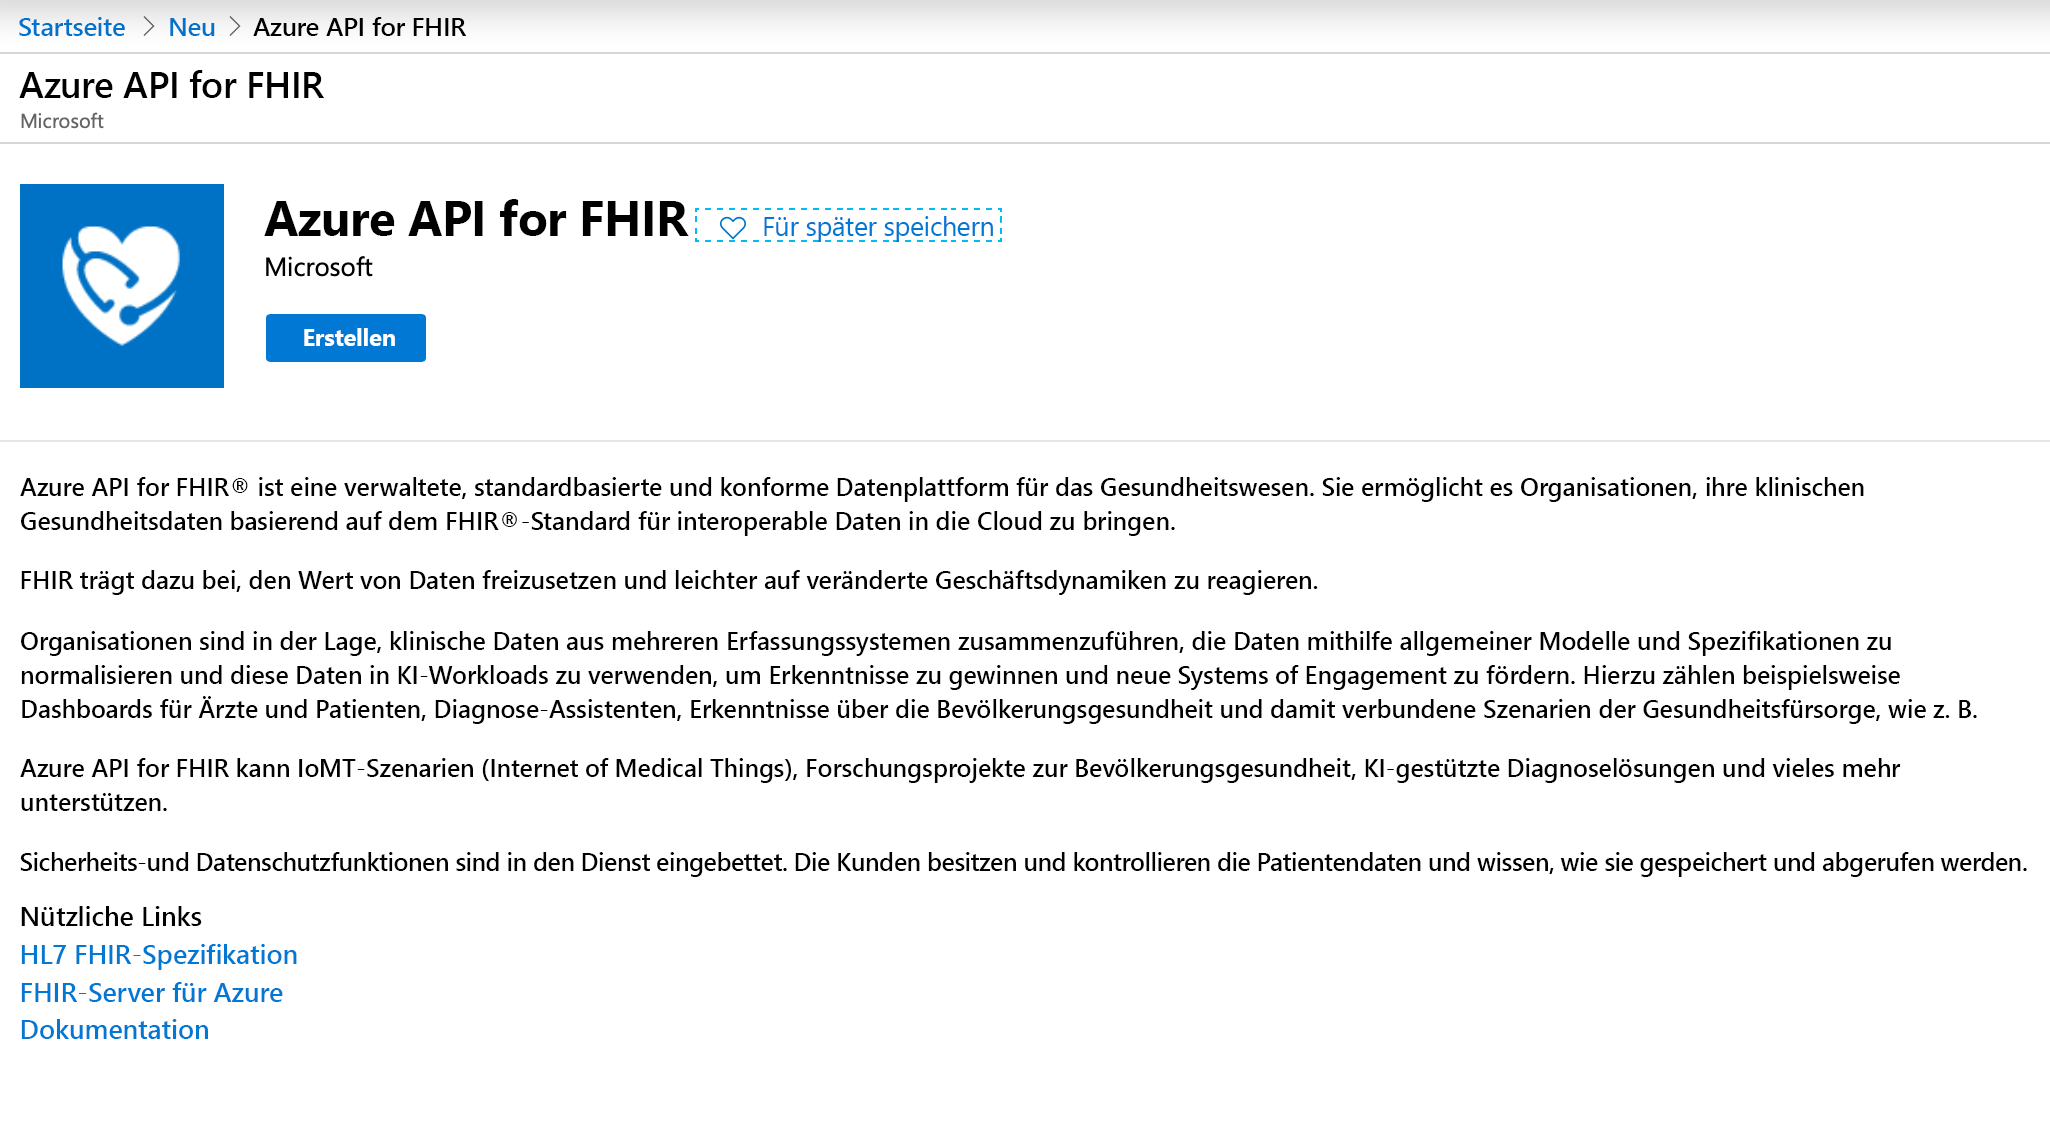 Startseite > Neu > Azure API for FHIR
Azure API for FHIR
Microsoft
Azure API for FHIR
Für später speichern
Microsoft
Erstellen
Azure API for FHIR® ist eine verwaltete, standardbasierte und konforme Datenplattform für das Gesundheitswesen. Sie ermöglicht es Organisationen, ihre klinischen
Gesundheitsdaten basierend auf dem FHIR®-Standard für interoperable Daten in die Cloud zu bringen.
FHIR trägt dazu bei, den Wert von Daten freizusetzen und leichter auf veränderte Geschäftsdynamiken zu reagieren.
Organisationen sind in der Lage, klinische Daten aus mehreren Erfassungssystemen zusammenzuführen, die Daten mithilfe allgemeiner Modelle und Spezifikationen zu
normalisieren und diese Daten in KI-Workloads zu verwenden, um Erkenntnisse zu gewinnen und neue Systems of Engagement zu fördern. Hierzu zählen beispielsweise
Dashboards für Ärzte und Patienten, Diagnose-Assistenten, Erkenntnisse über die Bevölkerungsgesundheit und damit verbundene Szenarien der Gesundheitsfürsorge, wie z. B.
Azure API for FHIR kann IoMT-Szenarien (Internet of Medical Things), Forschungsprojekte zur Bevölkerungsgesundheit, KI-gestützte Diagnoselösungen und vieles mehr
unterstützen.
Sicherheits-und Datenschutzfunktionen sind in den Dienst eingebettet. Die Kunden besitzen und kontrollieren die Patientendaten und wissen, wie sie gespeichert und abgerufen werden.
Nützliche Links
HL7 FHIR-Spezifikation
FHIR-Server für Azure
Dokumentation